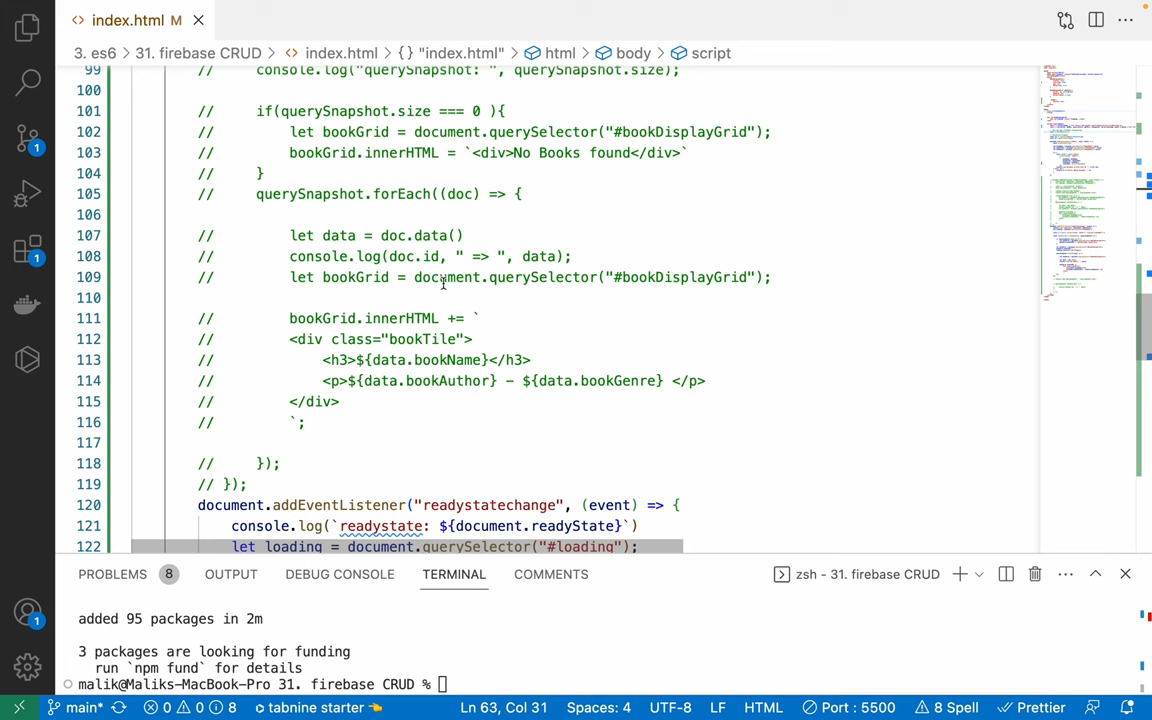 index.html M
3. es6 > 31. firebase CRUD > index.html > {} "index.html" > html > body > script
99 // console.log("querySnapshot: ", querySnapshot.size);
100
101 // if(querySnapshot.size === 0 ){
102 // let bookGrid = document.querySelector("#bookDisplayGrid");
103 // bookGrid.innerHTML = `<div>No Books found</div>`
104 // }
105 // querySnapshot.forEach((doc) => {
106
107 // let data = doc.data()
108 // console.log(doc.id, " => ", data);
109 // let bookGrid = document.querySelector("#bookDisplayGrid");
110
111 // bookGrid.innerHTML += `
112 // <div class="bookTile">
113 // <h3>${data.bookName}</h3>
114 // <p>${data.bookAuthor} - ${data.bookGenre} </p>
115 // </div>
116 // `;
117
118 // });
119 // });
120 document.addEventListener("readystatechange", (event) => {
121 console.log(`readystate: ${document.readyState}`)
122 let loading = document.querySelector("#loading");
PROBLEMS 8 OUTPUT DEBUG CONSOLE TERMINAL COMMENTS zsh - 31. firebase CRUD
added 95 packages in 2m
3 packages are looking for funding
run `npm fund` for details
malik@Maliks-MacBook-Pro 31. firebase CRUD %
main* 0 0 8 tabnine starter Ln 63, Col 31 Spaces: 4 UTF-8 LF HTML Port : 5500 8 Spell Prettier